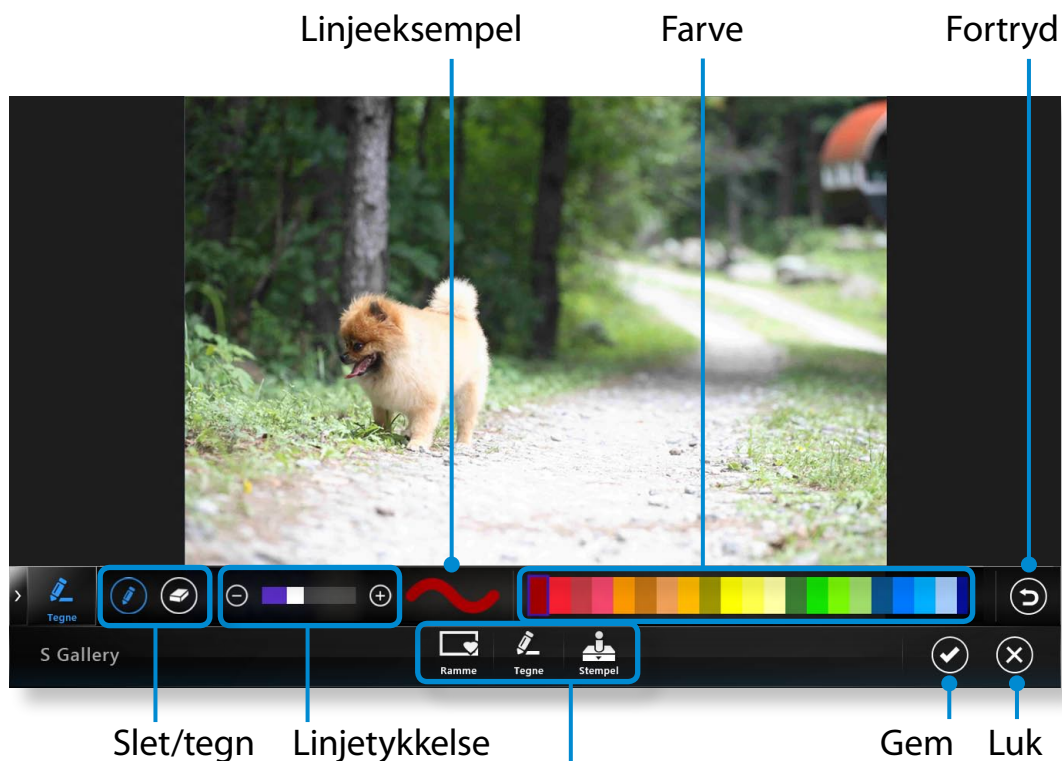 Linjeeksempel Farve Fortryd
Tegne
S Gallery
Ramme Tegne Stempel
Slet/tegn Linjetykkelse Gem Luk